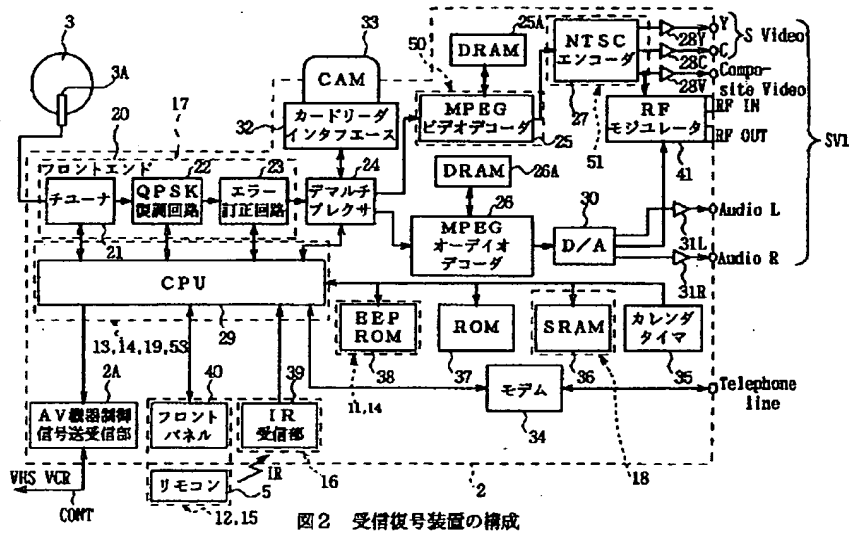 3
3A
20
17
フロントエンド
22
23
チユーナ
QPSK
復調回路
エラー
訂正回路
21
33
CAM
32
カードリーダ
インタフエース
24
デマルチ
プレクサ
50
DRAM
25A
MPEG
ビデオデコーダ
25
DRAM
26A
26
MPEG
オーデイオ
デコーダ
NTSC
エンコーダ
27
51
28V
28C
28V
Y
C
S Video
Compo-
site Video
RF
モジユレータ
41
RF IN
RF OUT
SV1
30
D/A
31L
31R
Audio L
Audio R
CPU
29
13,14,19,53
EEP
ROM
38
11,14
ROM
37
SRAM
36
18
カレンダ
タイマ
35
モデム
34
Telephone
line
2A
AV機器制御
信号送受信部
40
フロント
パネル
39
IR
受信部
16
IR
リモコン
5
12,15
2
VHS VCR
CONT
図2 受信復号装置の構成